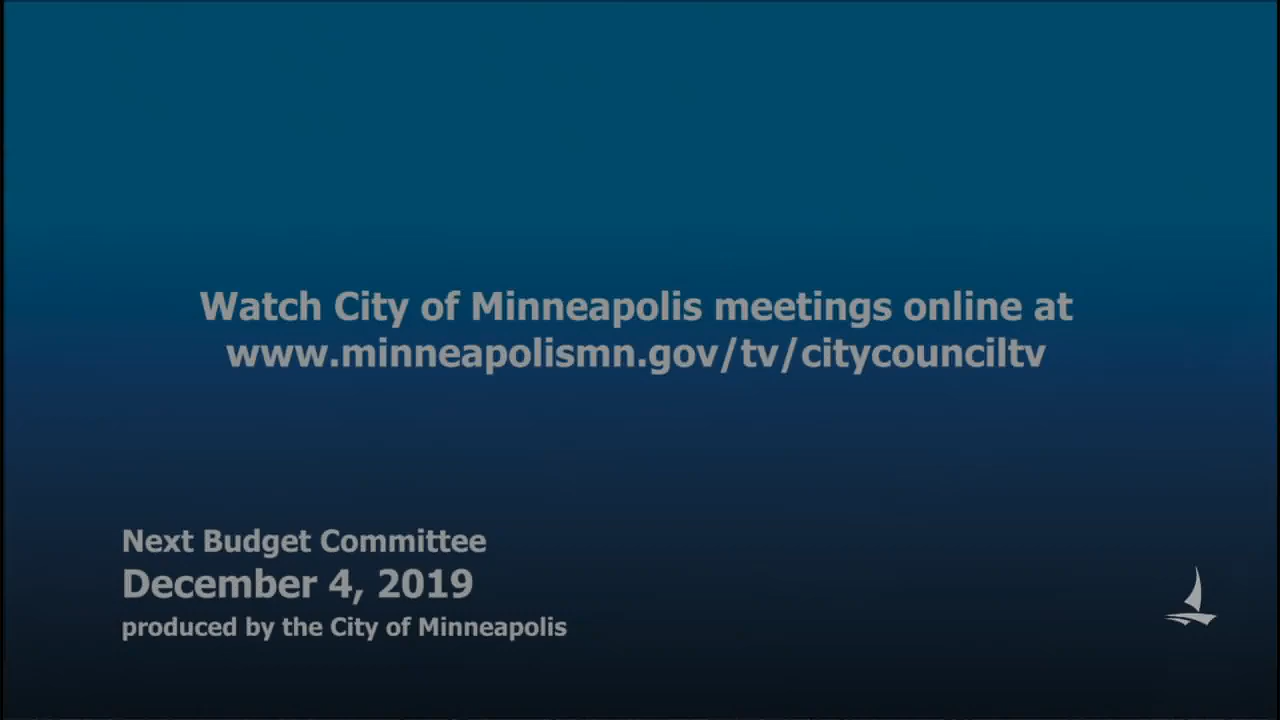 Watch City of Minneapolis meetings online at
www.minneapolismn.gov/tv/citycounciltv
Next Budget Committee
December 4, 2019
produced by the City of Minneapolis